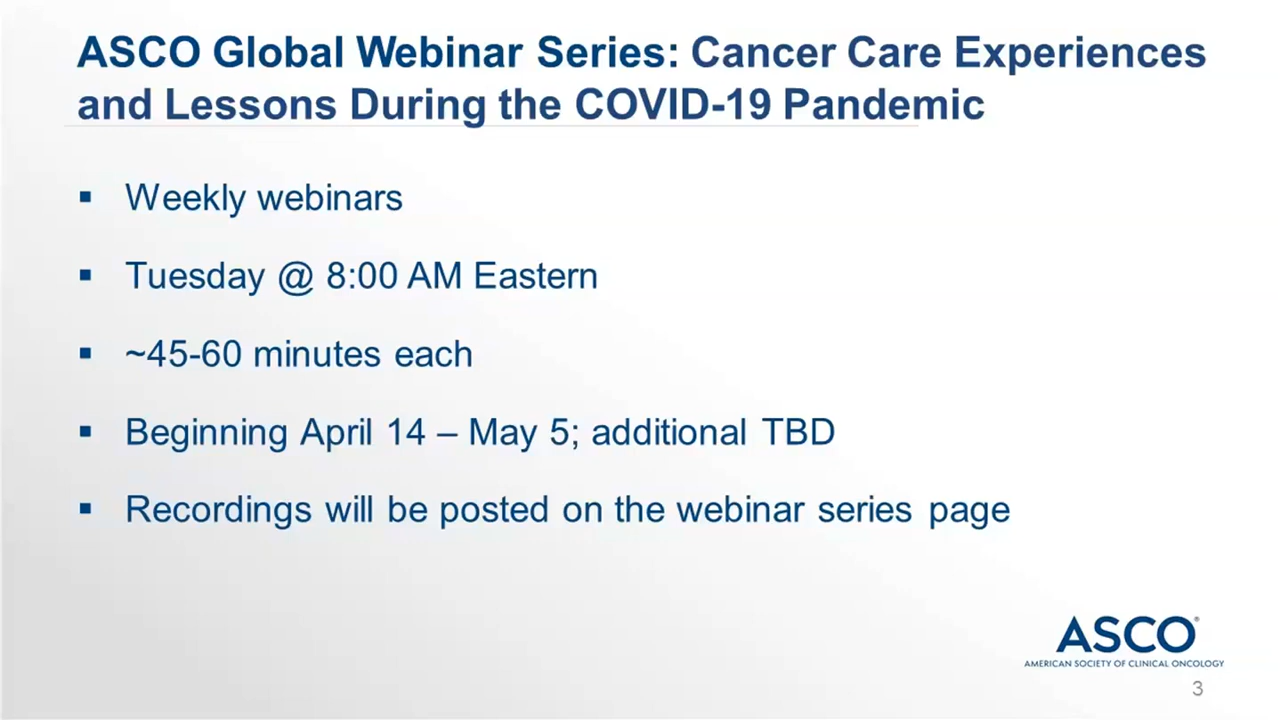 ASCO Global Webinar Series: Cancer Care Experiences
and Lessons During the COVID-19 Pandemic
▪ Weekly webinars
▪ Tuesday @ 8:00 AM Eastern
▪ ~45-60 minutes each
▪ Beginning April 14 – May 5; additional TBD
▪ Recordings will be posted on the webinar series page
ASCO®
AMERICAN SOCIETY OF CLINICAL ONCOLOGY
3